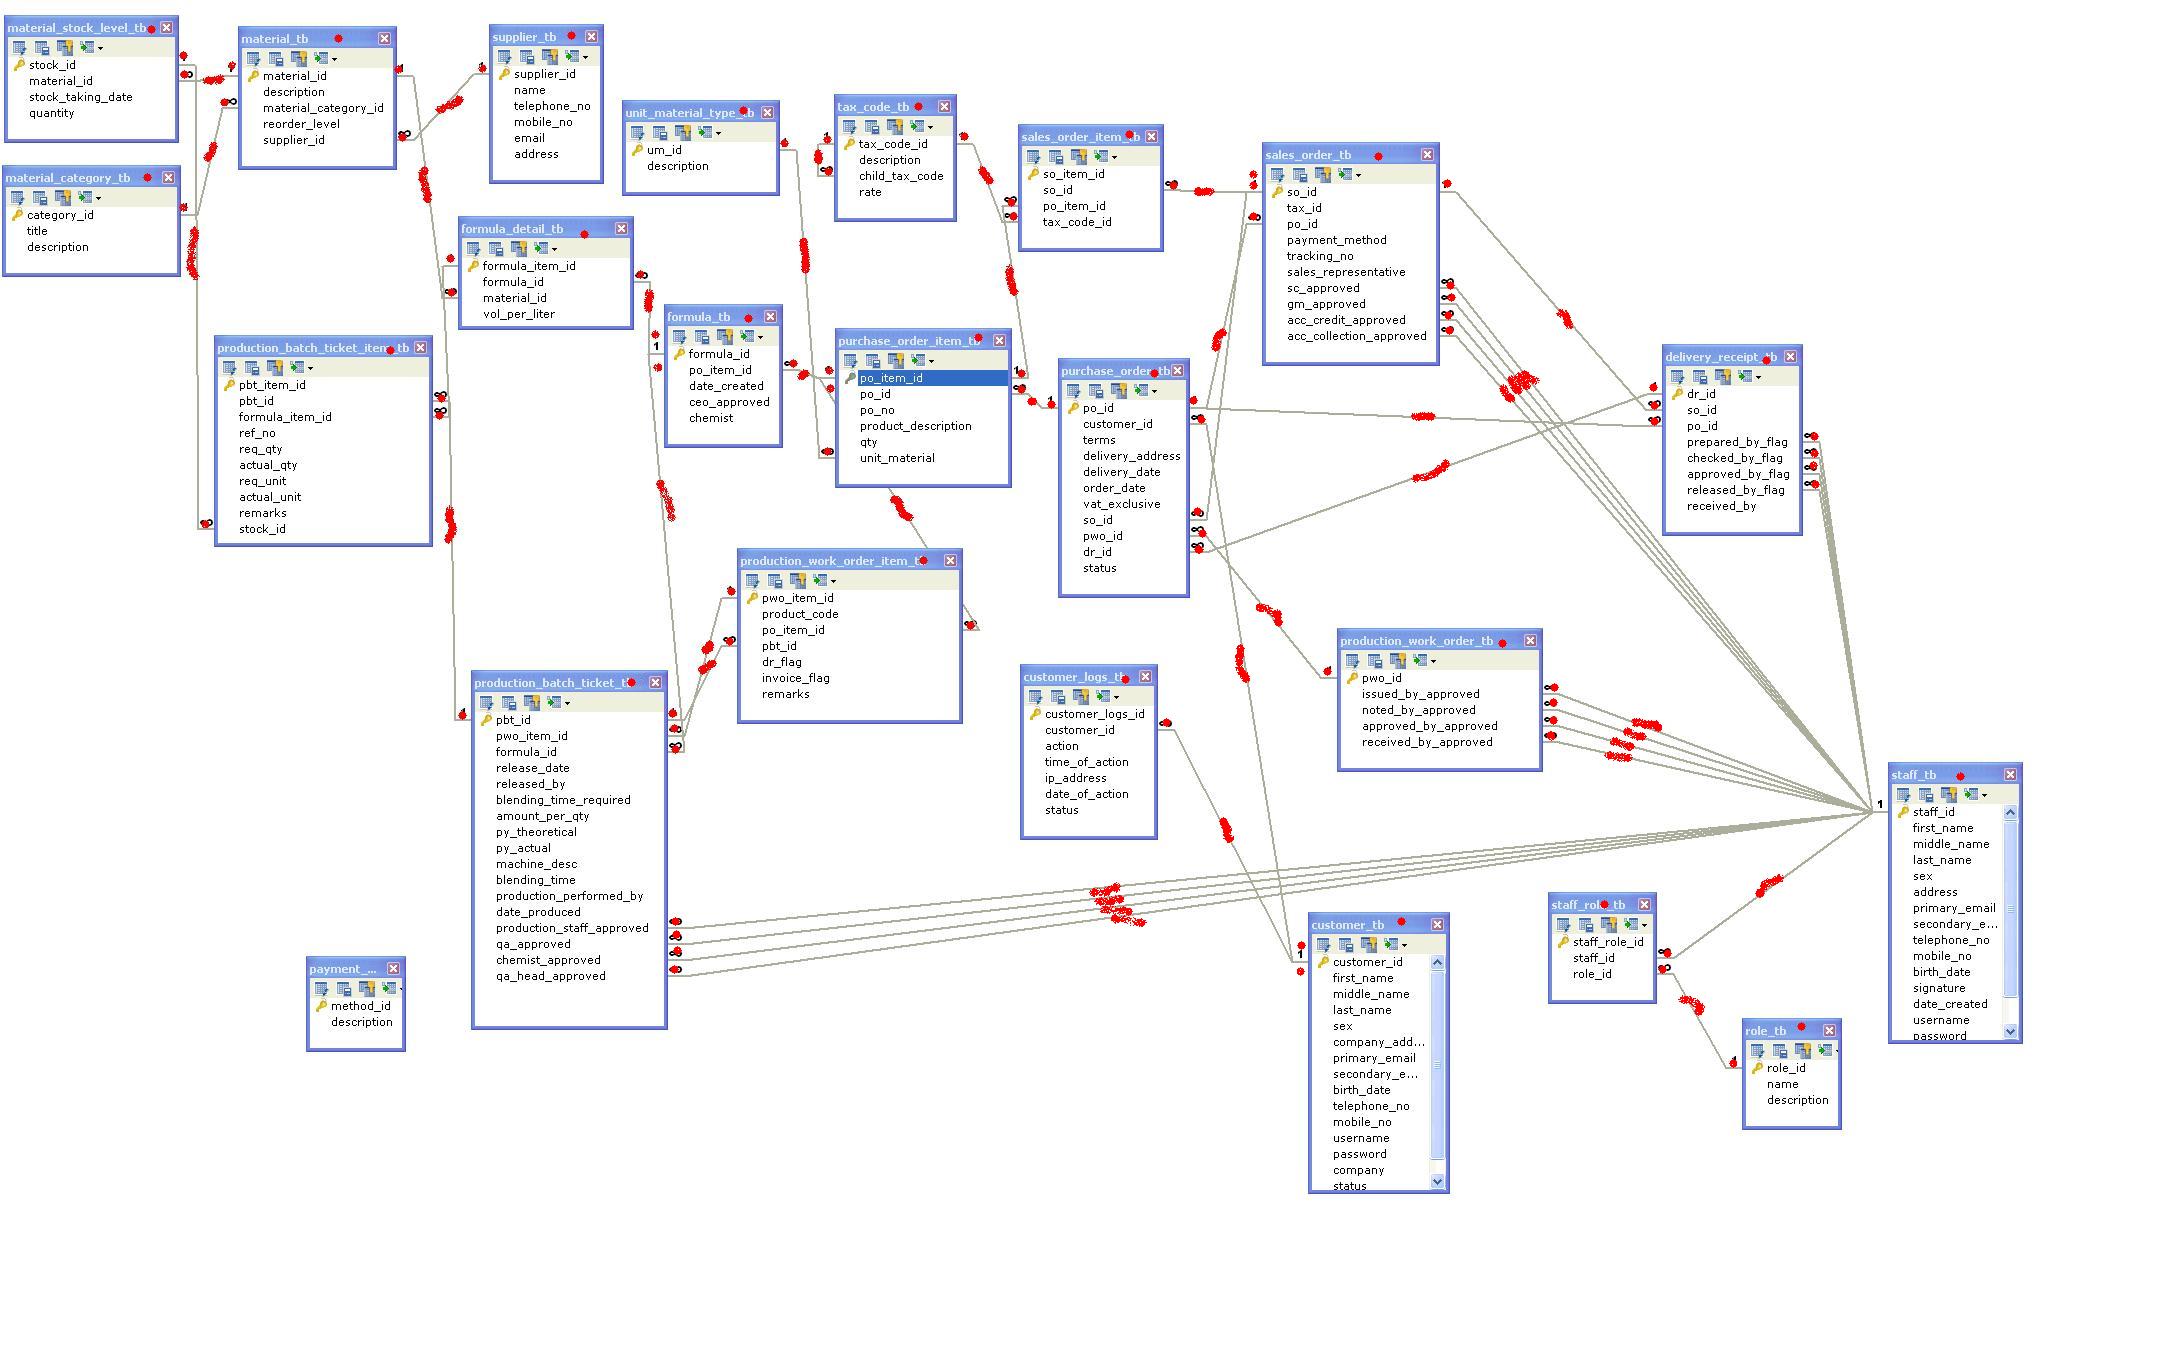 material_stock_level_tb
stock_id
material_id
stock_taking_date
quantity
material_tb
material_id
description
material_category_id
reorder_level
supplier_id
supplier_tb
supplier_id
name
telephone_no
mobile_no
email
address
unit_material_type_tb
um_id
description
tax_code_tb
tax_code_id
description
child_tax_code
rate
sales_order_item_tb
so_item_id
so_id
po_item_id
tax_code_id
sales_order_tb
so_id
tax_id
po_id
payment_method
tracking_no
sales_representative
sc_approved
gm_approved
acc_credit_approved
acc_collection_approved
material_category_tb
category_id
title
description
formula_detail_tb
formula_item_id
formula_id
material_id
vol_per_liter
formula_tb
formula_id
po_item_id
date_created
ceo_approved
chemist
1
production_batch_ticket_item_tb
pbt_item_id
pbt_id
formula_item_id
ref_no
req_qty
actual_qty
req_unit
actual_unit
remarks
stock_id
purchase_order_item_tb
po_item_id
po_id
po_no
product_description
qty
unit_material
1
1
purchase_order_tb
po_id
customer_id
terms
delivery_address
delivery_date
order_date
vat_exclusive
so_id
pwo_id
dr_id
status
delivery_receipt_tb
dr_id
so_id
po_id
prepared_by_flag
checked_by_flag
approved_by_flag
released_by_flag
received_by
production_work_order_item_t
pwo_item_id
product_code
po_item_id
pbt_id
dr_flag
invoice_flag
remarks
production_work_order_tb
pwo_id
issued_by_approved
noted_by_approved
approved_by_approved
received_by_approved
production_batch_ticket_t
pbt_id
pwo_item_id
formula_id
release_date
released_by
blending_time_required
amount_per_qty
py_theoretical
py_actual
machine_desc
blending_time
production_performed_by
date_produced
production_staff_approved
qa_approved
chemist_approved
qa_head_approved
customer_logs_tb
customer_logs_id
customer_id
action
time_of_action
ip_address
date_of_action
status
staff_tb
1
staff_id
first_name
middle_name
last_name
sex
address
primary_email
secondary_e...
telephone_no
mobile_no
birth_date
signature
date_created
username
password
staff_role_tb
staff_role_id
staff_id
role_id
customer_tb
1
customer_id
first_name
middle_name
last_name
sex
company_add...
primary_email
secondary_e...
birth_date
telephone_no
mobile_no
username
password
company
status
payment_...
method_id
description
role_tb
role_id
name
description